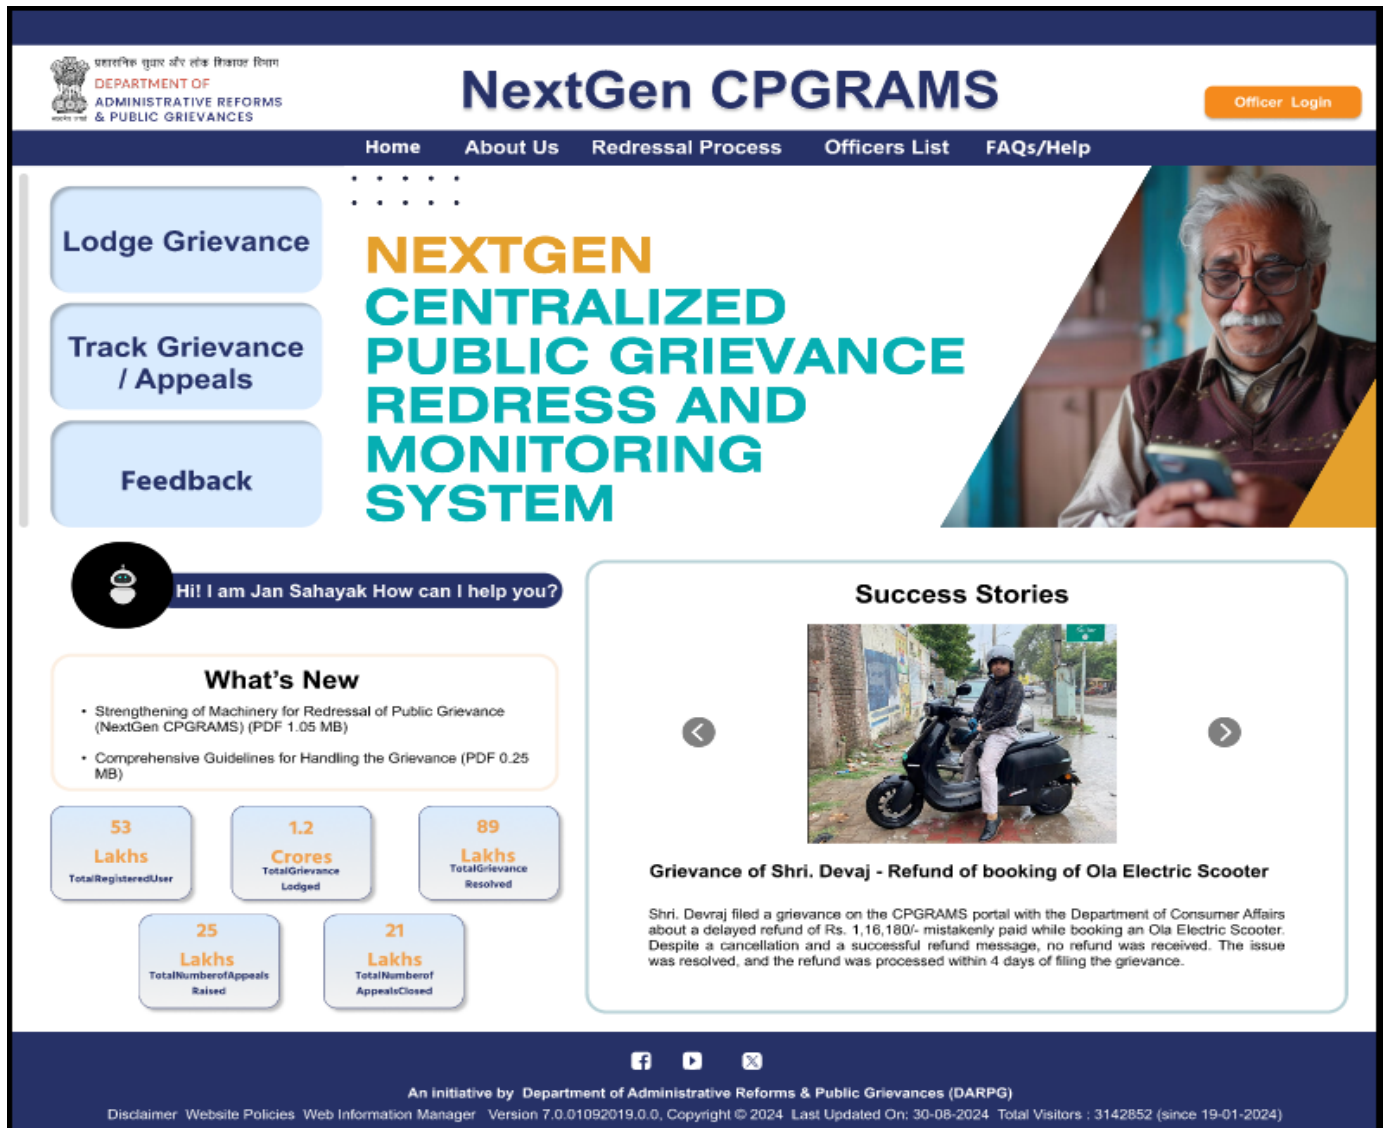 प्रशासनिक सुधार और लोक शिकायत विभाग
DEPARTMENT OF
ADMINISTRATIVE REFORMS
& PUBLIC GRIEVANCES
NextGen CPGRAMS
Officer Login
Home About Us Redressal Process Officers List FAQs/Help
Lodge Grievance
Track Grievance
/ Appeals
Feedback
NEXTGEN
CENTRALIZED
PUBLIC GRIEVANCE
REDRESS AND
MONITORING
SYSTEM
Hi! I am Jan Sahayak How can I help you?
What's New
• Strengthening of Machinery for Redressal of Public Grievance
(NextGen CPGRAMS) (PDF 1.05 MB)
• Comprehensive Guidelines for Handling the Grievance (PDF 0.25
MB)
53
Lakhs
TotalRegisteredUser
1.2
Crores
TotalGrievance
Lodged
89
Lakhs
TotalGrievance
Resolved
25
Lakhs
TotalNumberofAppeals
Raised
21
Lakhs
TotalNumberof
AppealsClosed
Success Stories
Grievance of Shri. Devaj - Refund of booking of Ola Electric Scooter
Shri. Devraj filed a grievance on the CPGRAMS portal with the Department of Consumer Affairs
about a delayed refund of Rs. 1,16,180/- mistakenly paid while booking an Ola Electric Scooter.
Despite a cancellation and a successful refund message, no refund was received. The issue
was resolved, and the refund was processed within 4 days of filing the grievance.
An initiative by Department of Administrative Reforms & Public Grievances (DARPG)
Disclaimer Website Policies Web Information Manager Version 7.0.01092019.0.0, Copyright © 2024 Last Updated On: 30-08-2024 Total Visitors : 3142852 (since 19-01-2024)